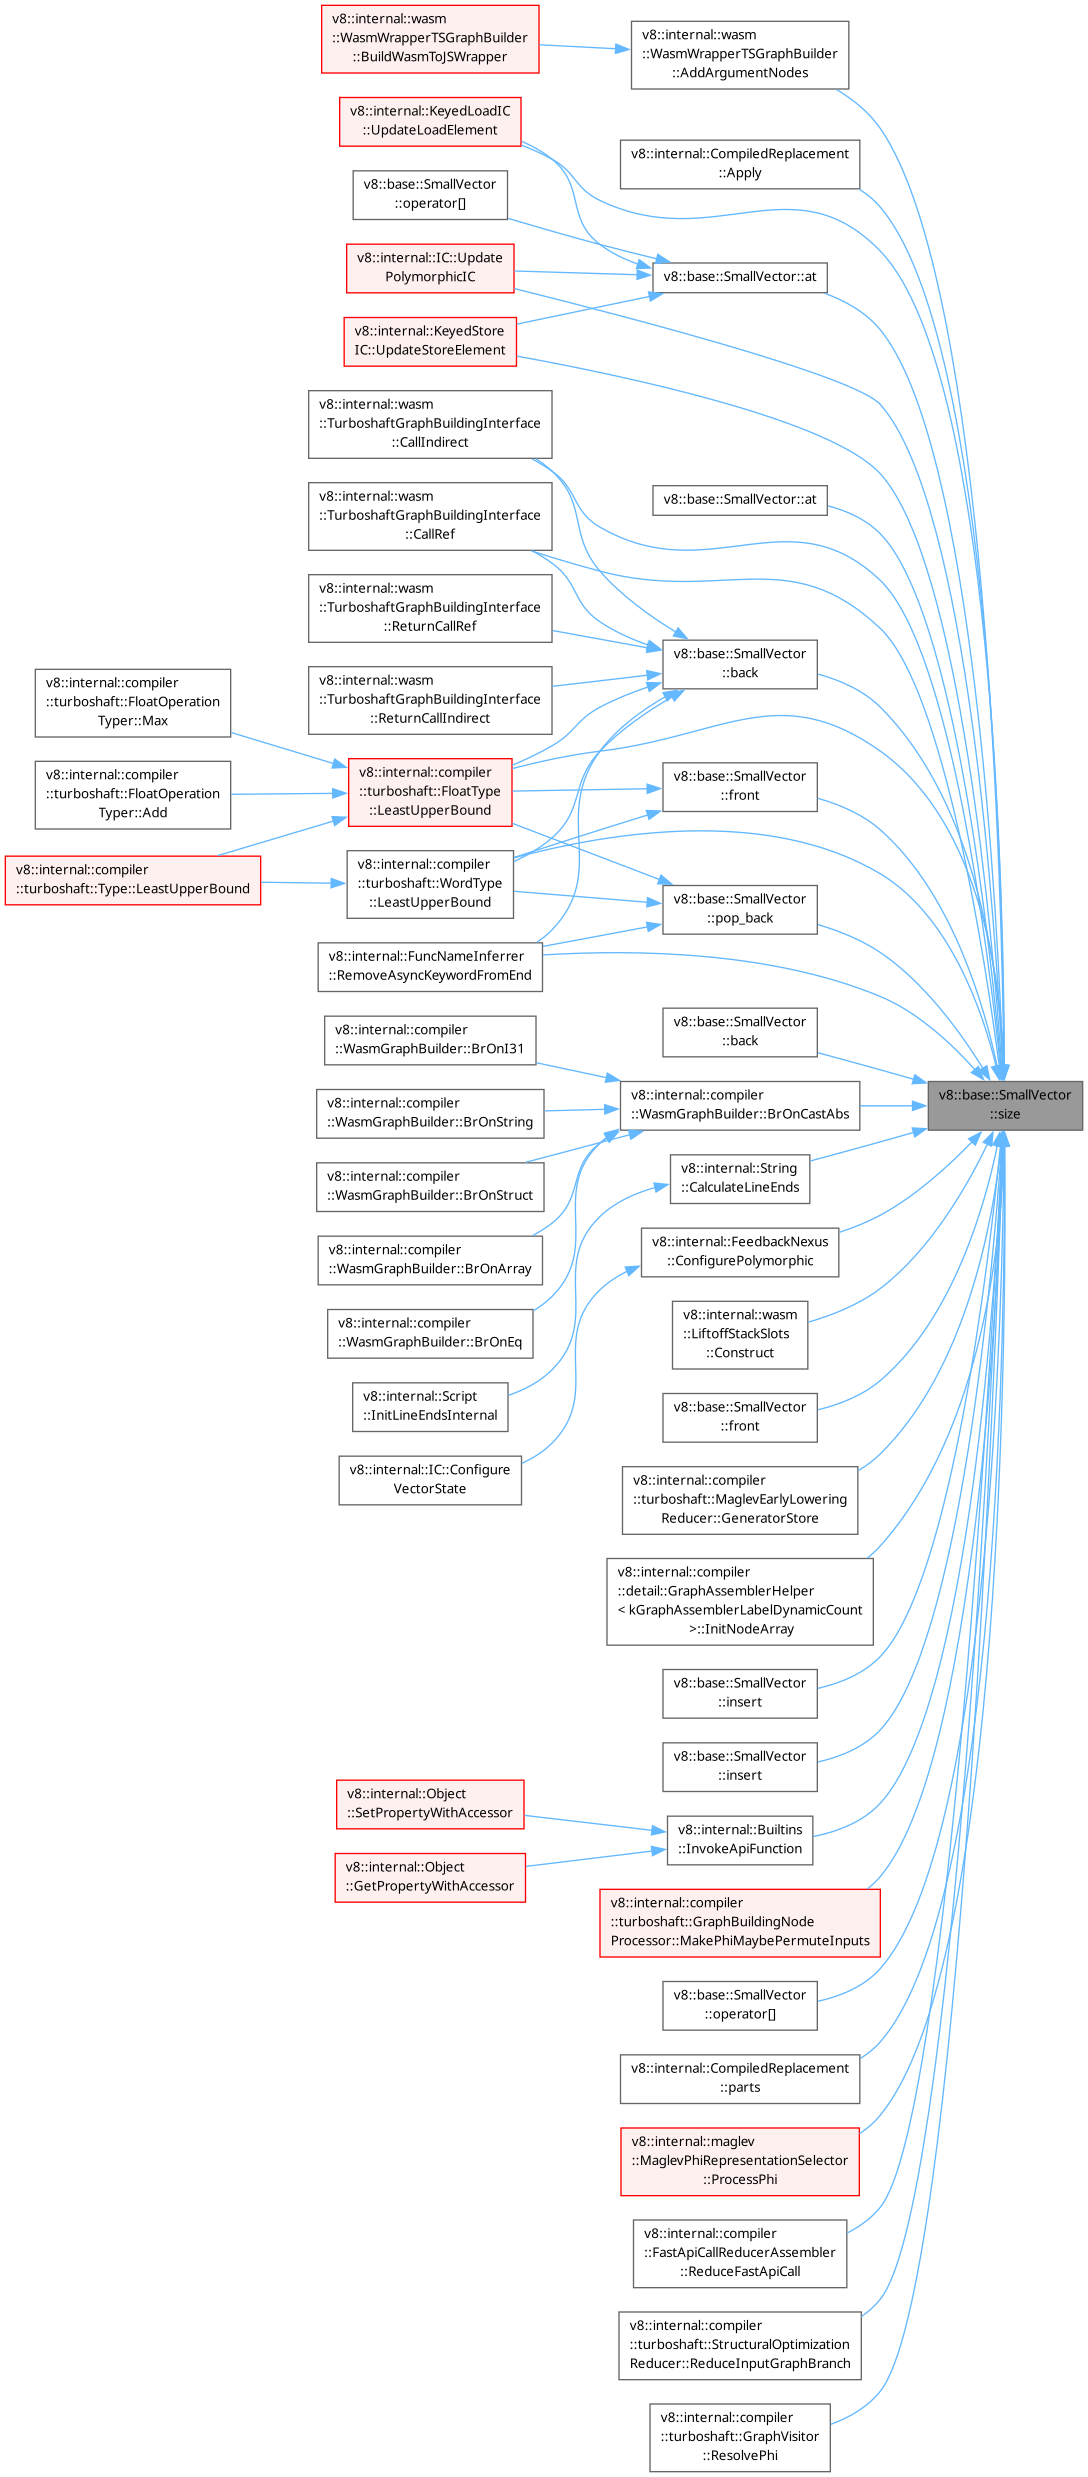 v8::internal::wasm
::WasmWrapperTSGraphBuilder
::BuildWasmToJSWrapper
v8::internal::wasm
::WasmWrapperTSGraphBuilder
::AddArgumentNodes
v8::internal::KeyedLoadIC
::UpdateLoadElement
v8::internal::CompiledReplacement
::Apply
v8::base::SmallVector
::operator[]
v8::internal::IC::Update
PolymorphicIC
v8::base::SmallVector::at
v8::internal::KeyedStore
IC::UpdateStoreElement
v8::internal::wasm
::TurboshaftGraphBuildingInterface
::CallIndirect
v8::internal::wasm
::TurboshaftGraphBuildingInterface
::CallRef
v8::base::SmallVector::at
v8::internal::wasm
::TurboshaftGraphBuildingInterface
::ReturnCallRef
v8::base::SmallVector
::back
v8::internal::wasm
::TurboshaftGraphBuildingInterface
::ReturnCallIndirect
v8::internal::compiler
::turboshaft::FloatOperation
Typer::Max
v8::internal::compiler
::turboshaft::FloatOperation
Typer::Add
v8::internal::compiler
::turboshaft::FloatType
::LeastUpperBound
v8::base::SmallVector
::front
v8::internal::compiler
::turboshaft::Type::LeastUpperBound
v8::internal::compiler
::turboshaft::WordType
::LeastUpperBound
v8::base::SmallVector
::pop_back
v8::internal::FuncNameInferrer
::RemoveAsyncKeywordFromEnd
v8::base::SmallVector
::back
v8::internal::compiler
::WasmGraphBuilder::BrOnI31
v8::internal::compiler
::WasmGraphBuilder::BrOnString
v8::internal::compiler
::WasmGraphBuilder::BrOnCastAbs
v8::base::SmallVector
::size
v8::internal::compiler
::WasmGraphBuilder::BrOnStruct
v8::internal::String
::CalculateLineEnds
v8::internal::compiler
::WasmGraphBuilder::BrOnArray
v8::internal::FeedbackNexus
::ConfigurePolymorphic
v8::internal::compiler
::WasmGraphBuilder::BrOnEq
v8::internal::wasm
::LiftoffStackSlots
::Construct
v8::internal::Script
::InitLineEndsInternal
v8::base::SmallVector
::front
v8::internal::IC::Configure
VectorState
v8::internal::compiler
::turboshaft::MaglevEarlyLowering
Reducer::GeneratorStore
v8::internal::compiler
::detail::GraphAssemblerHelper
< kGraphAssemblerLabelDynamicCount
>::InitNodeArray
v8::base::SmallVector
::insert
v8::base::SmallVector
::insert
v8::internal::Object
::SetPropertyWithAccessor
v8::internal::Builtins
::InvokeApiFunction
v8::internal::Object
::GetPropertyWithAccessor
v8::internal::compiler
::turboshaft::GraphBuildingNode
Processor::MakePhiMaybePermuteInputs
v8::base::SmallVector
::operator[]
v8::internal::CompiledReplacement
::parts
v8::internal::maglev
::MaglevPhiRepresentationSelector
::ProcessPhi
v8::internal::compiler
::FastApiCallReducerAssembler
::ReduceFastApiCall
v8::internal::compiler
::turboshaft::StructuralOptimization
Reducer::ReduceInputGraphBranch
v8::internal::compiler
::turboshaft::GraphVisitor
::ResolvePhi